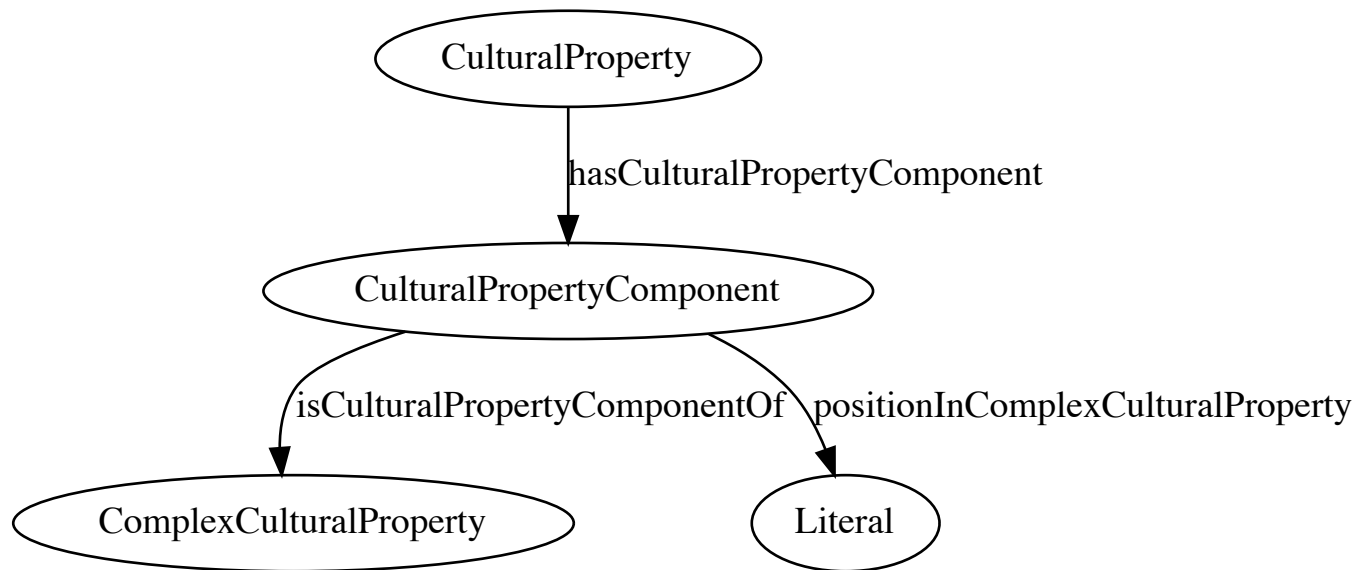 CulturalProperty
hasCulturalPropertyComponent
CulturalPropertyComponent
isCulturalPropertyComponentOf
positionInComplexCulturalProperty
ComplexCulturalProperty
Literal